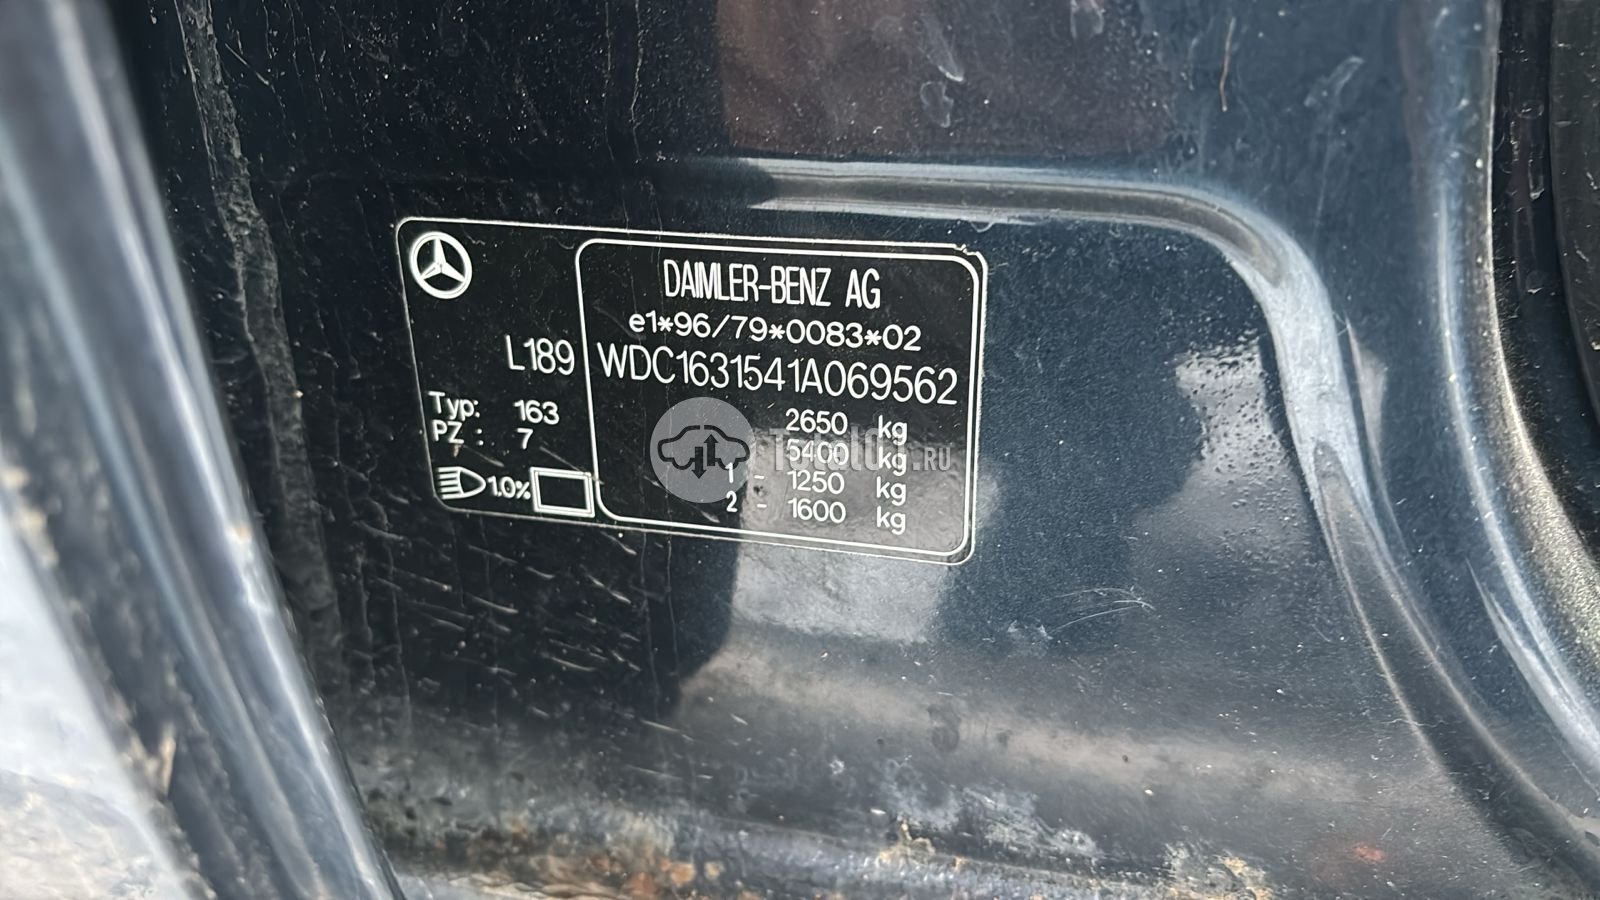 DAIMLER-BENZ AG
e1*96/79*0083*02
L189 WDC1631541A069562
Typ: 163
PZ : 7
2650 kg
5400 kg
1 - 1250 kg
2 - 1600 kg
1.0%
.RU